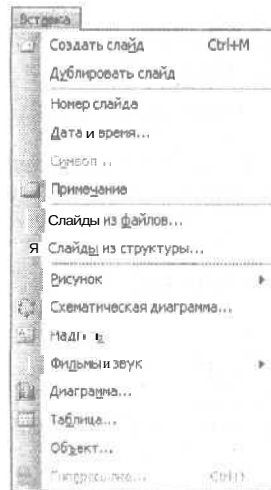 Вставка
Создать слайд Ctrl+M
Дублировать слайд
Номер слайда
Дата и время...
Символ...
Примечание
Слайды из файлов...
Я Слайды из структуры...
Рисунок
Схематическая диаграмма...
Фильмы и звук
Диаграмма...
Таблица...
Объект...
Гиперссылка...